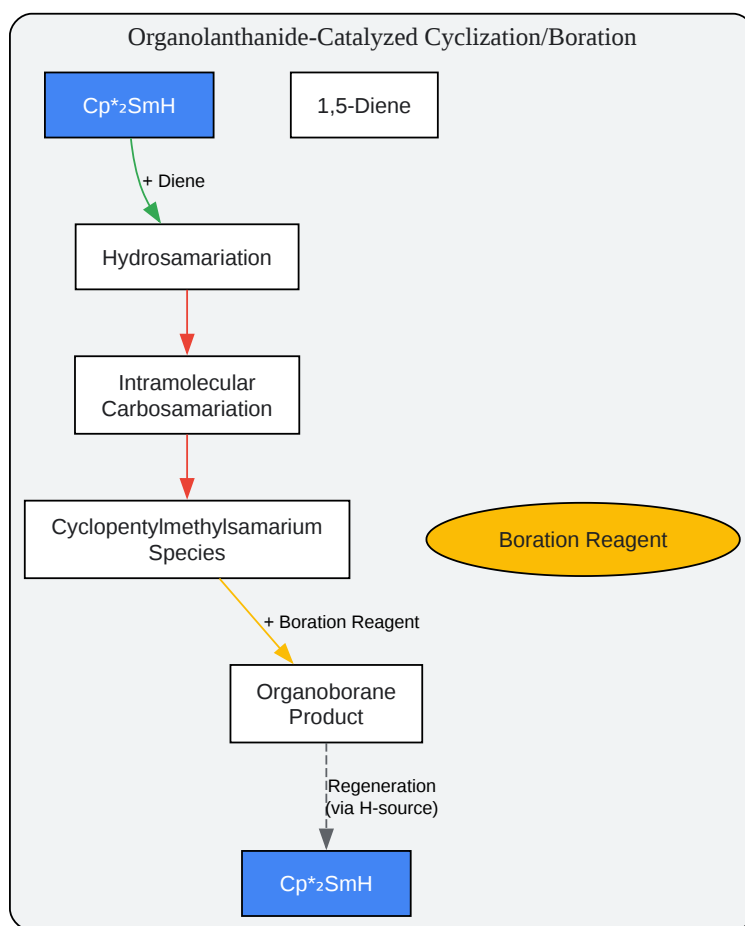 Organolanthanide-Catalyzed Cyclization/Boration
Cp*₂SmH
1,5-Diene
+ Diene
Hydrosamariation
Intramolecular
Carbosamariation
Cyclopentylmethylsamarium
Species
Boration Reagent
+ Boration Reagent
Organoborane
Product
Regeneration
(via H-source)
Cp*₂SmH